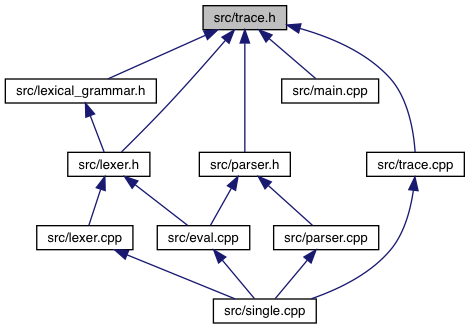 src/trace.h
src/lexical_grammar.h
src/main.cpp
src/lexer.h
src/parser.h
src/trace.cpp
src/lexer.cpp
src/eval.cpp
src/parser.cpp
src/single.cpp